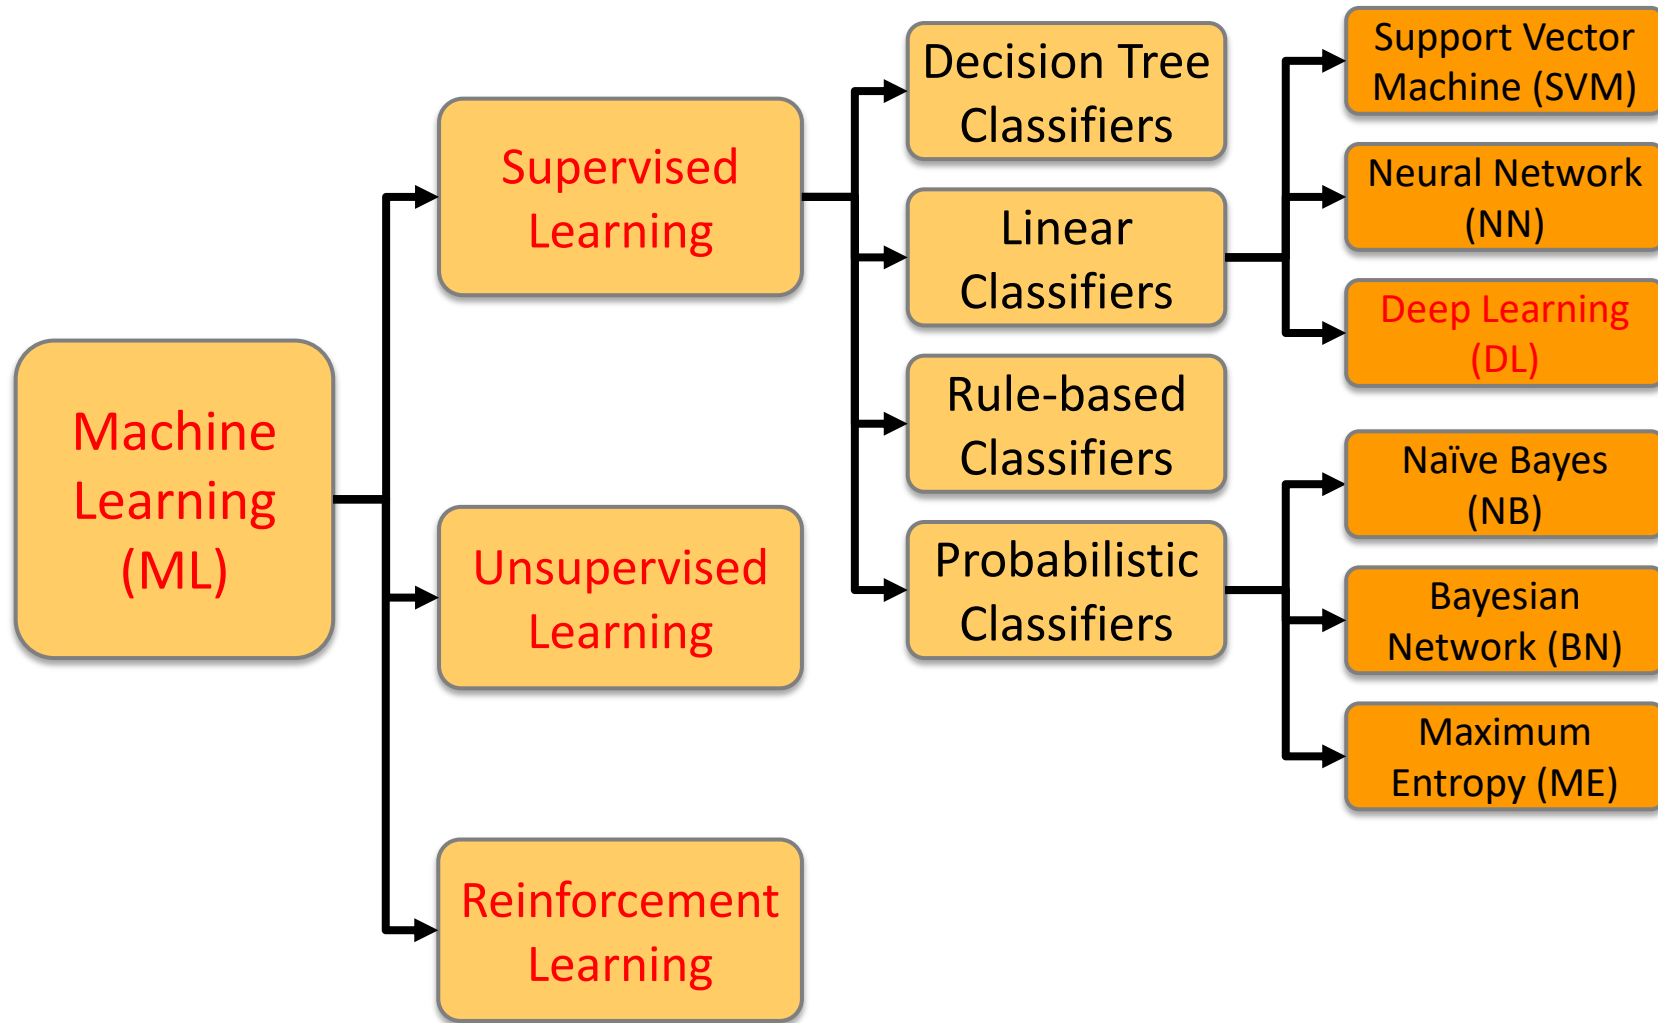 Machine
Learning
(ML)
Supervised
Learning
Unsupervised
Learning
Reinforcement
Learning
Decision Tree
Classifiers
Linear
Classifiers
Rule-based
Classifiers
Probabilistic
Classifiers
Support Vector
Machine (SVM)
Neural Network
(NN)
Deep Learning
(DL)
Naïve Bayes
(NB)
Bayesian
Network (BN)
Maximum
Entropy (ME)